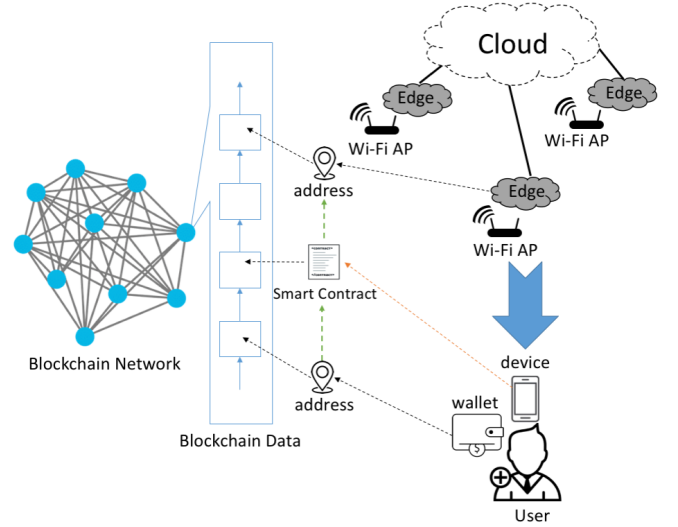 Cloud
Edge
Edge
Wi-Fi AP
Wi-Fi AP
address
Edge
Wi-Fi AP
*CONTRACT*
Smart Contract
Blockchain Network
device
address
wallet
$
Blockchain Data
User